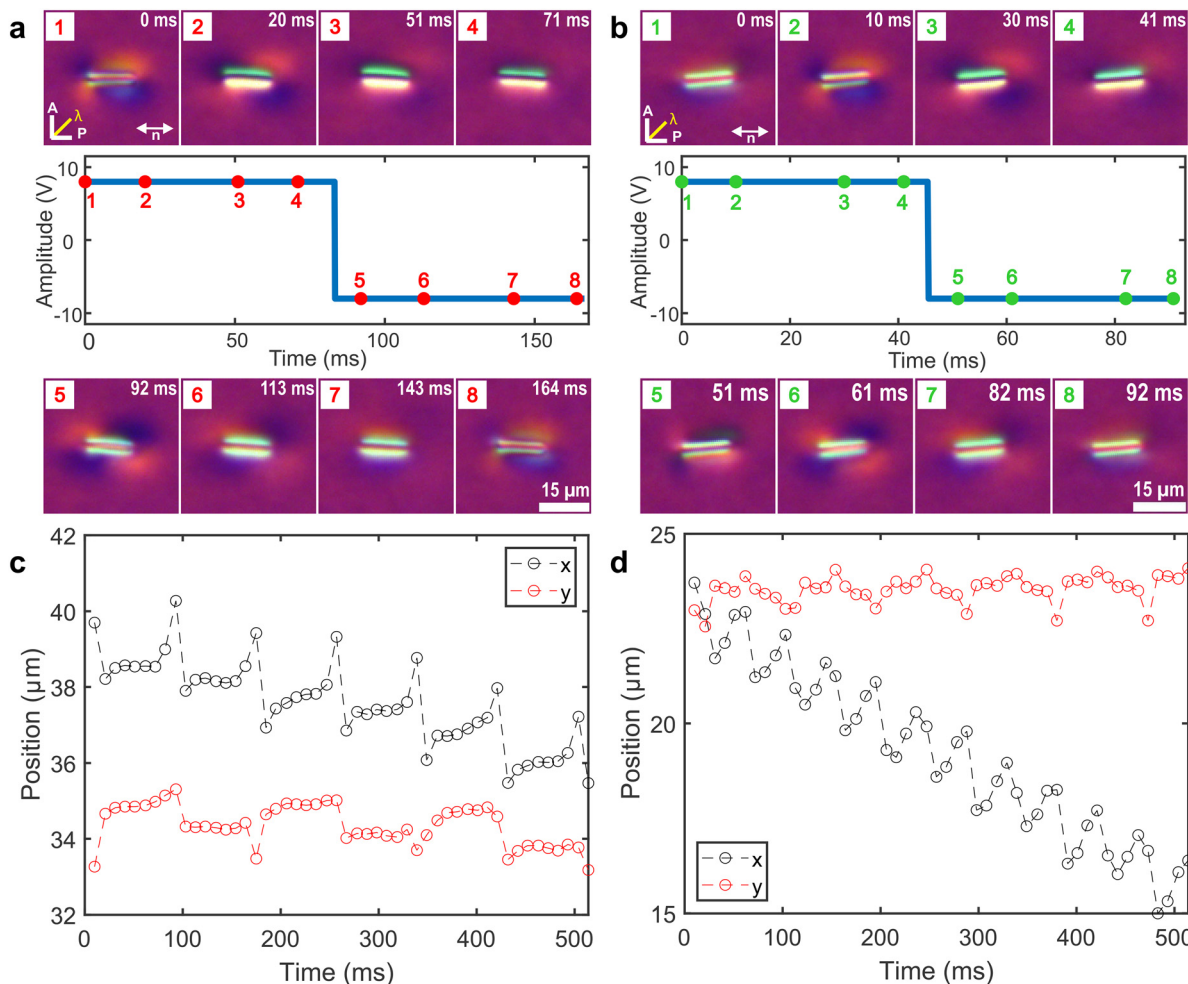 a
1 0 ms 2 20 ms 3 51 ms 4 71 ms
A λ P n
10
0
-10
Amplitude (V)
1 2 3 4 5 6 7 8
0 50 100 150
Time (ms)
5 92 ms 6 113 ms 7 143 ms 8 164 ms
15 µm
b
1 0 ms 2 10 ms 3 30 ms 4 41 ms
A λ P n
10
0
-10
Amplitude (V)
1 2 3 4 5 6 7 8
0 20 40 60 80
Time (ms)
5 51 ms 6 61 ms 7 82 ms 8 92 ms
15 µm
c
42
40
38
36
34
32
Position (µm)
x
y
0 100 200 300 400 500
Time (ms)
d
25
20
15
Position (µm)
x
y
0 100 200 300 400 500
Time (ms)